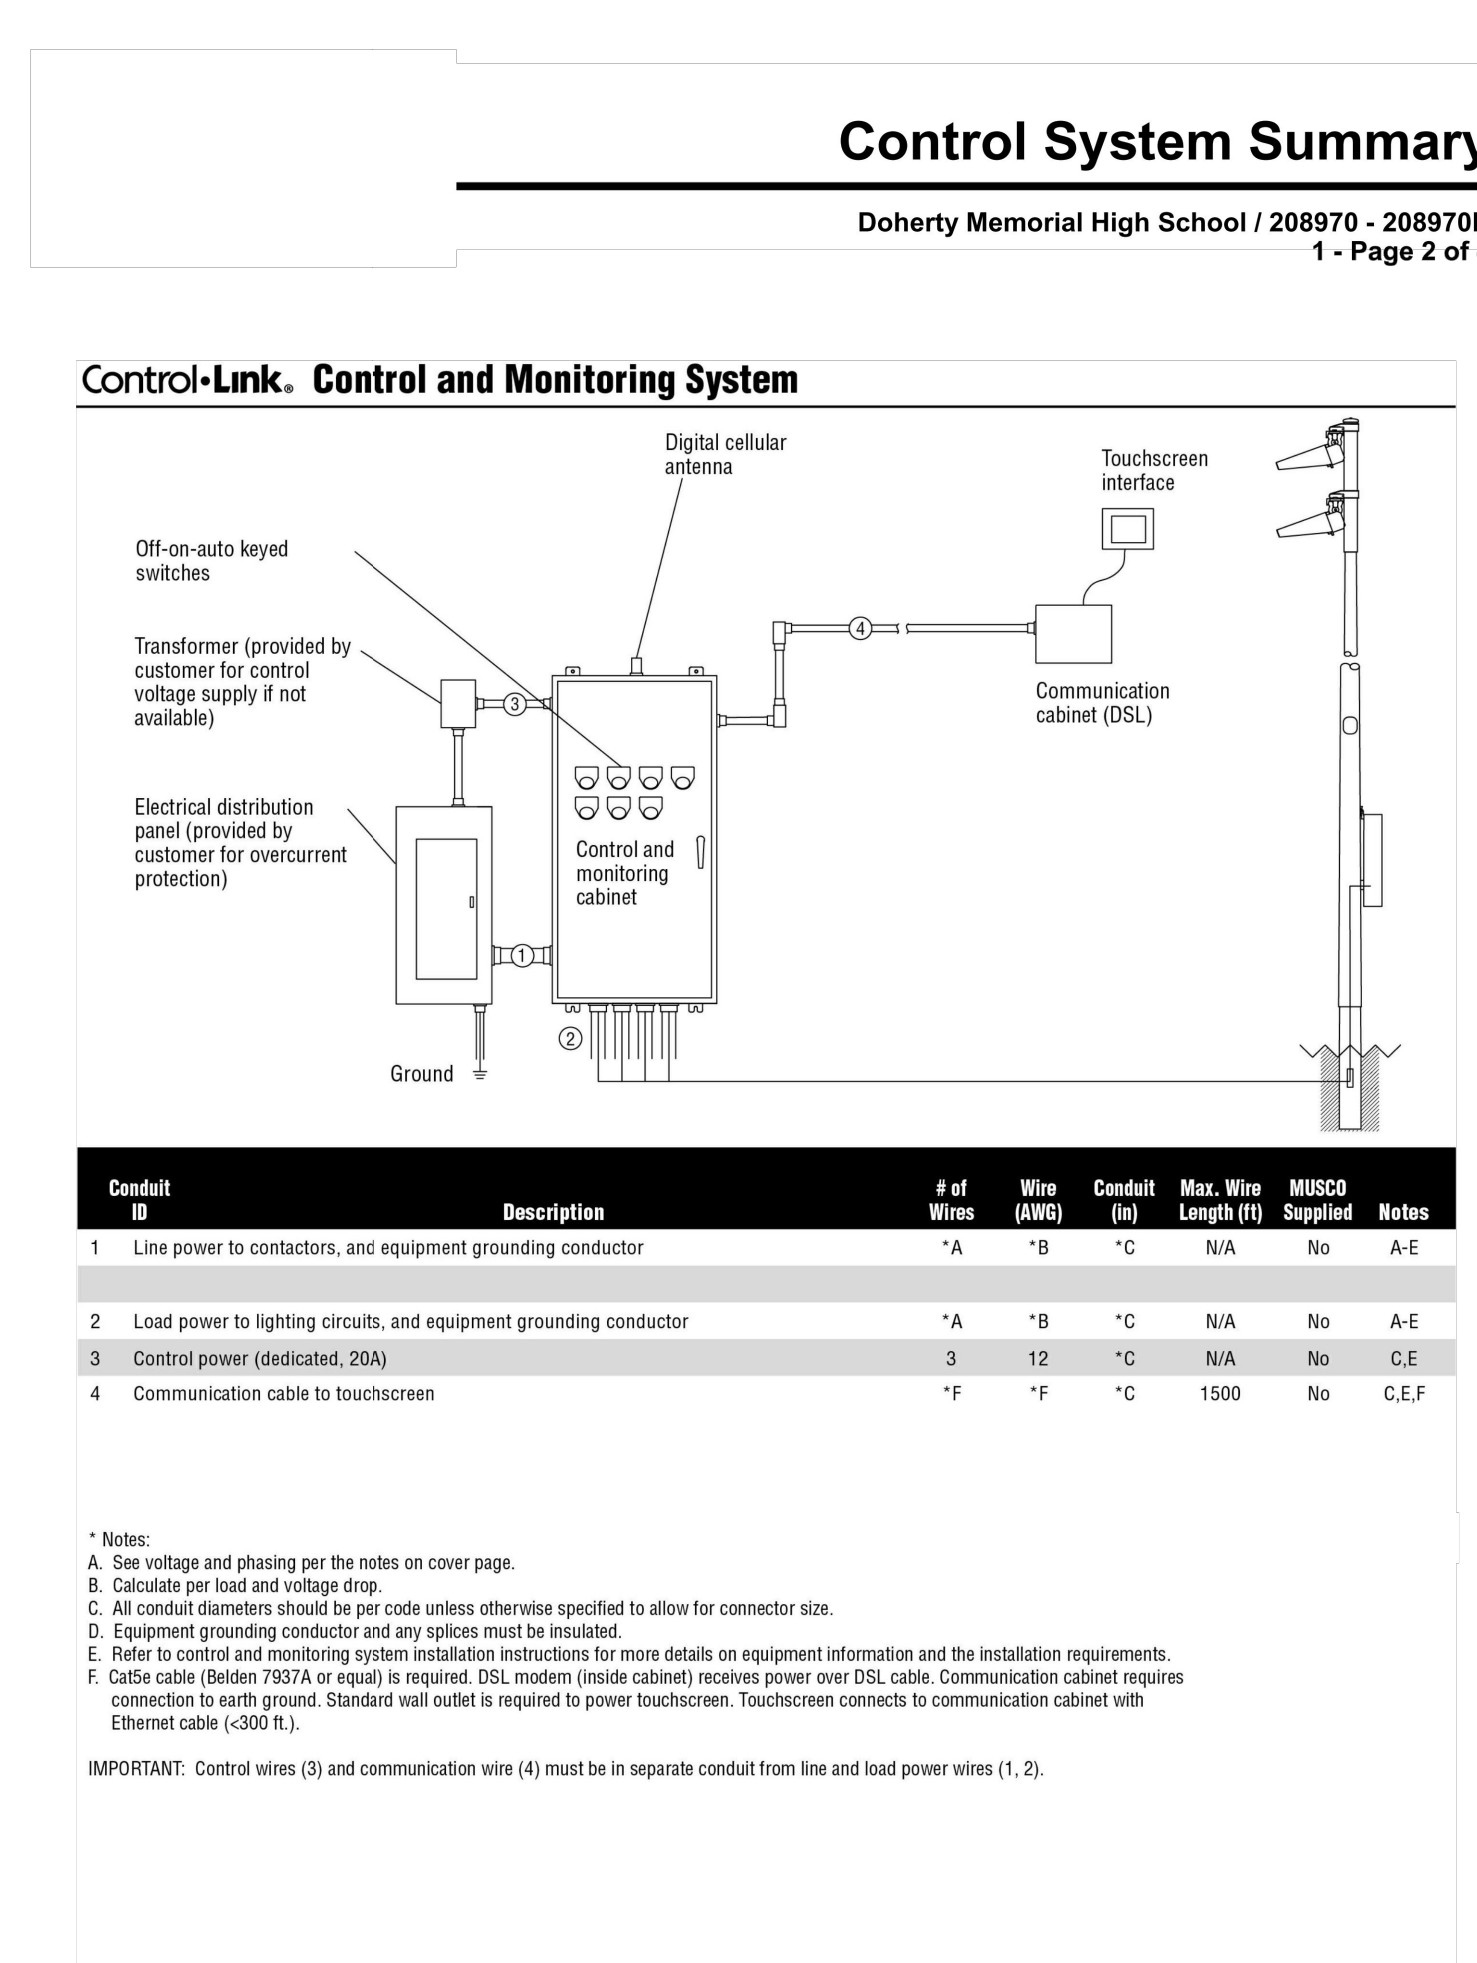 Control System Summary
Doherty Memorial High School / 208970 - 208970
1 - Page 2 of
Control•Link® Control and Monitoring System
Digital cellular
antenna
Touchscreen
interface
Off-on-auto keyed
switches
4
Transformer (provided by
customer for control
voltage supply if not
available)
3
Communication
cabinet (DSL)
Electrical distribution
panel (provided by
customer for overcurrent
protection)
Control and
monitoring
cabinet
1
2
Ground
Conduit
ID
Description
# of
Wires
Wire
(AWG)
Conduit
(in)
Max. Wire
Length (ft)
MUSCO
Supplied
Notes
1 Line power to contactors, and equipment grounding conductor *A *B *C N/A No A-E
2 Load power to lighting circuits, and equipment grounding conductor *A *B *C N/A No A-E
3 Control power (dedicated, 20A) 3 12 *C N/A No C,E
4 Communication cable to touchscreen *F *F *C 1500 No C,E,F
* Notes:
A. See voltage and phasing per the notes on cover page.
B. Calculate per load and voltage drop.
C. All conduit diameters should be per code unless otherwise specified to allow for connector size.
D. Equipment grounding conductor and any splices must be insulated.
E. Refer to control and monitoring system installation instructions for more details on equipment information and the installation requirements.
F. Cat5e cable (Belden 7937A or equal) is required. DSL modem (inside cabinet) receives power over DSL cable. Communication cabinet requires
connection to earth ground. Standard wall outlet is required to power touchscreen. Touchscreen connects to communication cabinet with
Ethernet cable (<300 ft.).
IMPORTANT: Control wires (3) and communication wire (4) must be in separate conduit from line and load power wires (1, 2).